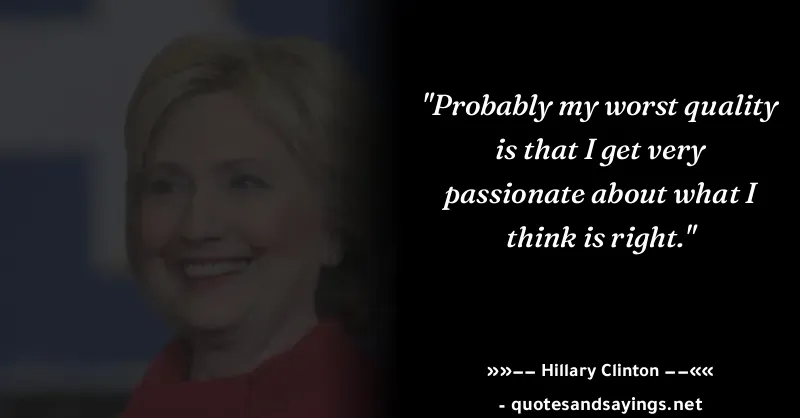 "Probably my worst quality
is that I get very
passionate about what I
think is right."
»»−− Hillary Clinton −−««
- quotesandsayings.net